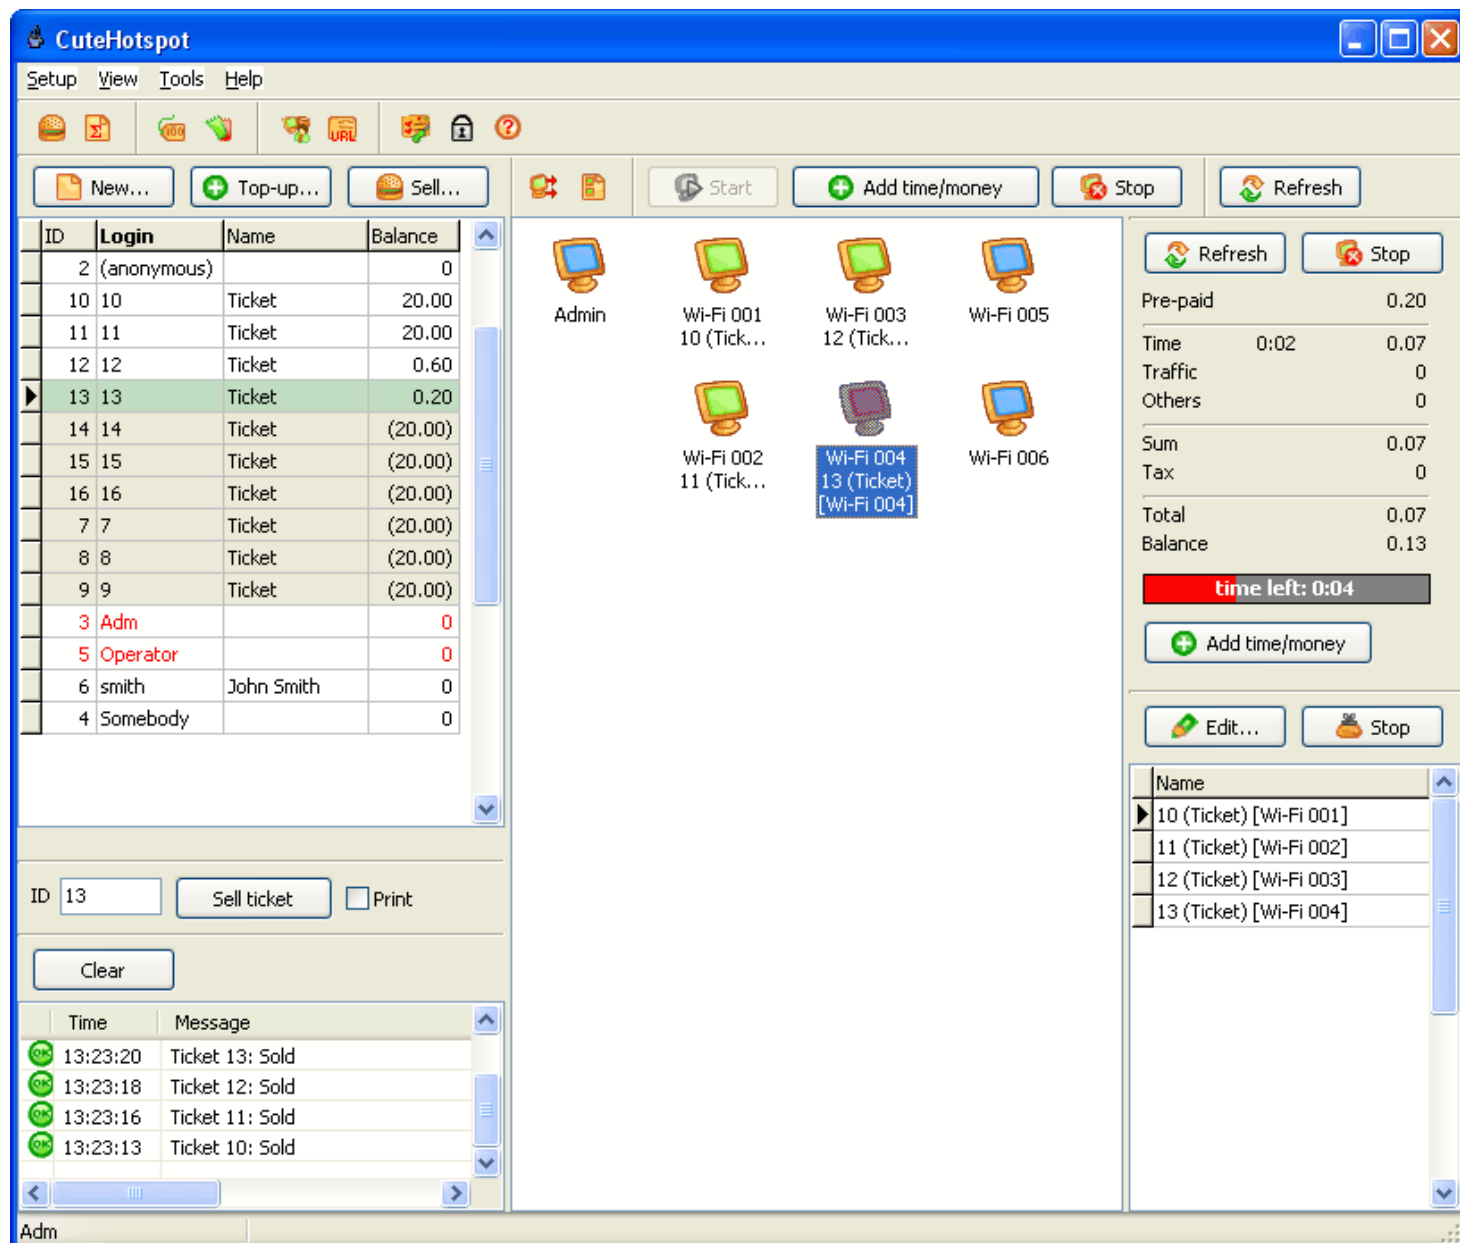 CuteHotspot
Setup View Tools Help
100 URL
New... Top-up... Sell... Start Add time/money Stop Refresh
ID Login Name Balance
2 (anonymous) 0
10 10 Ticket 20.00
11 11 Ticket 20.00
12 12 Ticket 0.60
13 13 Ticket 0.20
14 14 Ticket (20.00)
15 15 Ticket (20.00)
16 16 Ticket (20.00)
7 7 Ticket (20.00)
8 8 Ticket (20.00)
9 9 Ticket (20.00)
3 Adm 0
5 Operator 0
6 smith John Smith 0
4 Somebody 0
ID 13 Sell ticket Print
Clear
Time Message
OK 13:23:20 Ticket 13: Sold
OK 13:23:18 Ticket 12: Sold
OK 13:23:16 Ticket 11: Sold
OK 13:23:13 Ticket 10: Sold
Admin
Wi-Fi 001
10 (Tick...
Wi-Fi 003
12 (Tick...
Wi-Fi 005
Wi-Fi 002
11 (Tick...
Wi-Fi 004
13 (Ticket)
[Wi-Fi 004]
Wi-Fi 006
Refresh Stop
Pre-paid 0.20
Time 0:02 0.07
Traffic 0
Others 0
Sum 0.07
Tax 0
Total 0.07
Balance 0.13
time left: 0:04
Add time/money
Edit... Stop
Name
10 (Ticket) [Wi-Fi 001]
11 (Ticket) [Wi-Fi 002]
12 (Ticket) [Wi-Fi 003]
13 (Ticket) [Wi-Fi 004]
Adm